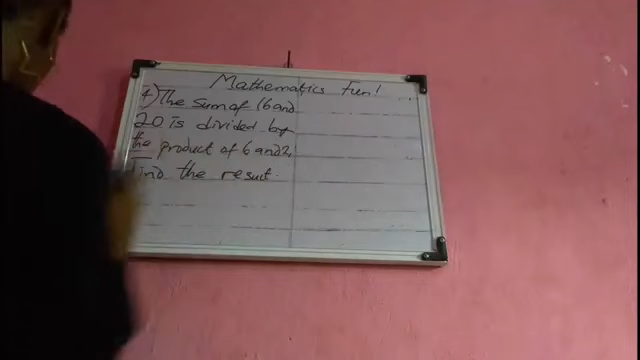 Mathematics Fun!
4) The Sum of 16 and
20 is divided by
the product of 6 and 2.
Find the result.